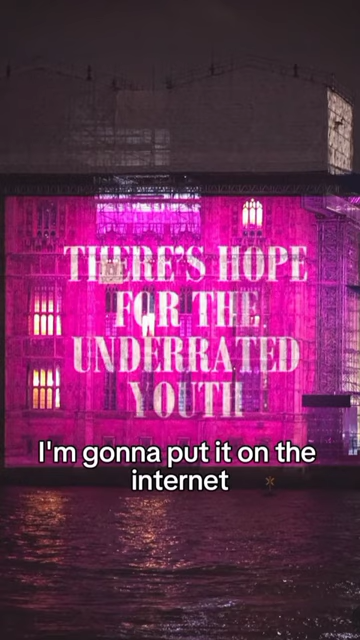 THERE'S HOPE
FOR THE
UNDERRATED
YOUTH
I'm gonna put it on the
internet